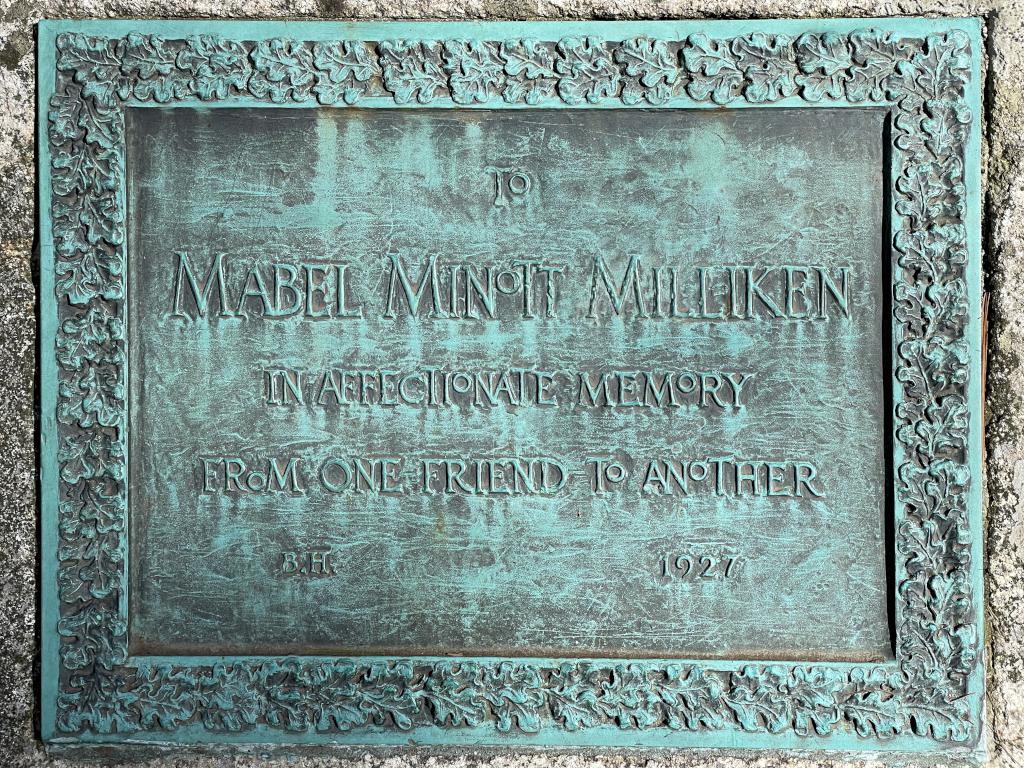 TO
MABEL MINOTT MILLIKEN
IN AFFECTIONATE MEMORY
FROM ONE FRIEND TO ANOTHER
B.H. 1927